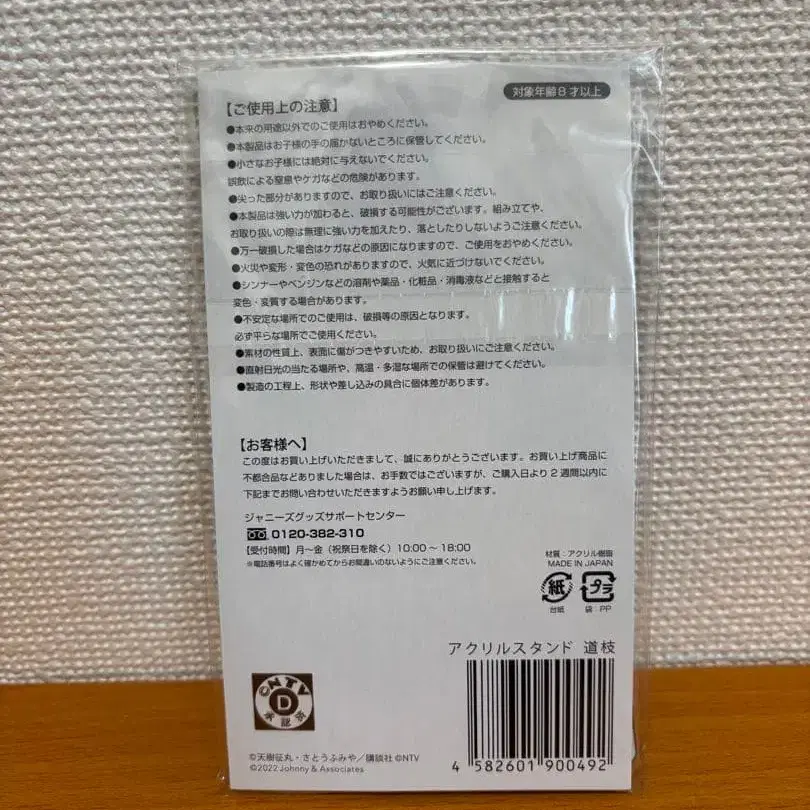 対象年齢8才以上
【ご使用上の注意】
●本来の用途以外でのご使用はおやめください。
●本製品はお子様の手の届かないところに保管してください。
●小さなお子様には絶対に与えないでください。
誤飲による窒息やケガなどの危険があります。
●尖った部分がありますので、お取り扱いにはご注意ください。
●本製品は強い力が加わると、破損する可能性がございます。組み立てや、
お取り扱いの際は無理に強い力を加えたり、落としたりしないようご注意ください。
●万一破損した場合はケガなどの原因になりますので、ご使用をおやめください。
●火災や変形・変色の恐れがありますので、火気に近づけないでください。
●シンナーやベンジンなどの溶剤や薬品・化粧品・消毒液などと接触すると
変色・変質する場合があります。
●不安定な場所でのご使用は、破損等の原因となります。
必ず平らな場所でご使用ください。
●素材の性質上、表面に傷がつきやすいため、お取り扱いにご注意ください。
●直射日光の当たる場所や、高温・多湿な場所での保管は避けてください。
●製造の工程上、形状や差し込みの具合に個体差があります。
【お客様へ】
この度はお買い上げいただきまして、誠にありがとうございます。お買い上げ商品に
不都合品などありました場合は、お手数ではございますが、ご購入日より2週間以内に
下記までお問い合わせいただきますようお願い申し上げます。
ジャニーズグッズサポートセンター
0120-382-310
【受付時間】月〜金（祝祭日を除く）10:00〜18:00
※電話番号はよく確かめてからお間違いのないようにご注意ください。
材質：アクリル樹脂
MADE IN JAPAN
紙 プラ
台紙 袋：PP
アクリルスタンド 道枝
©NTV
D
承認済
4 582601 900492
©天樹征丸・さとうふみや／講談社 ©NTV
©2022 Johnny & Associates